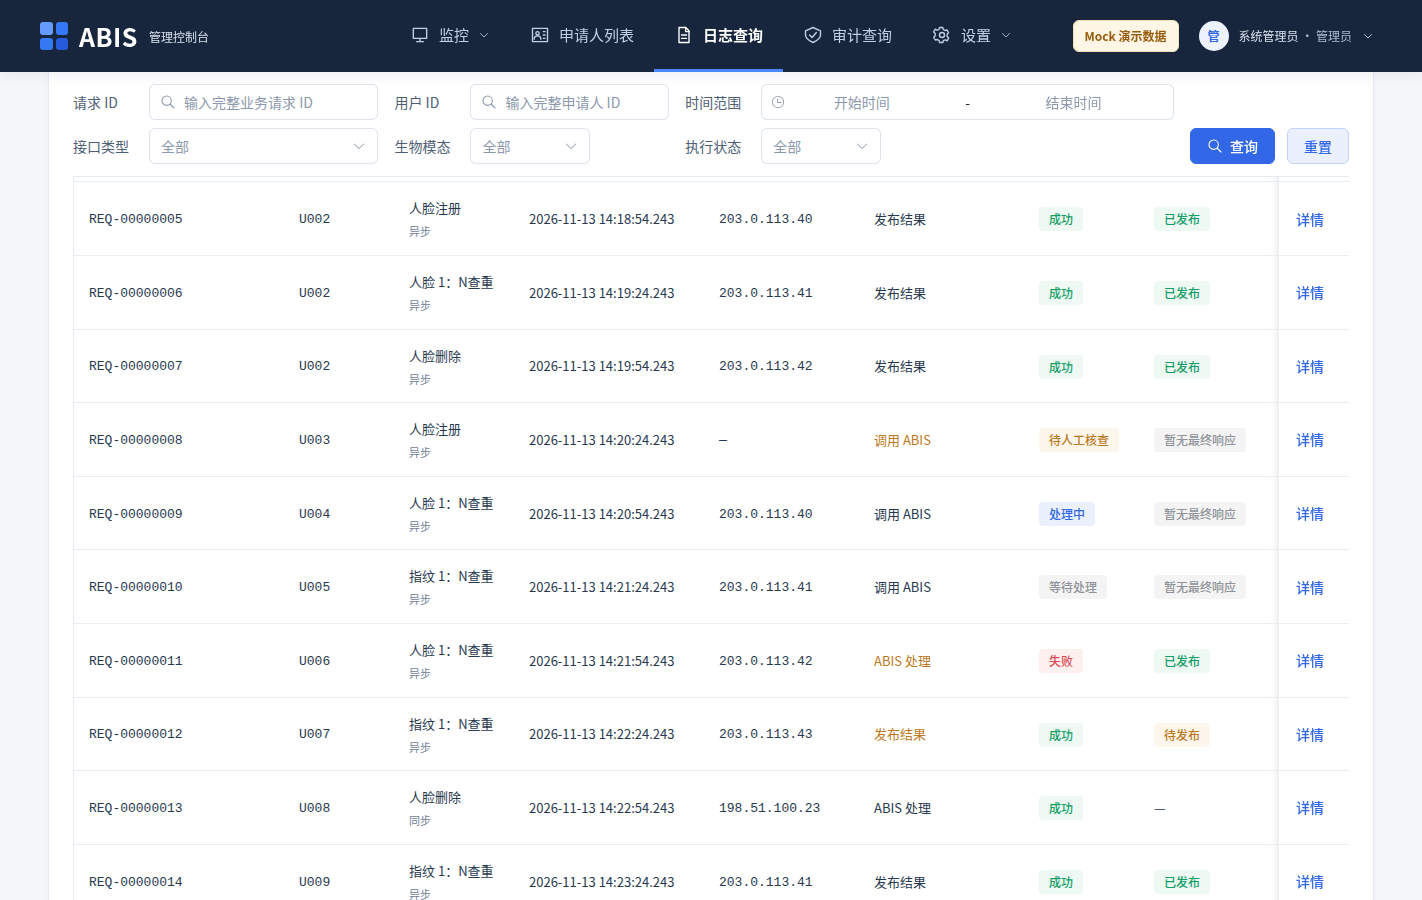 ABIS 管理控制台 监控 申请人列表 日志查询 审计查询 设置 Mock 演示数据 管 系统管理员 · 管理员
请求 ID 输入完整业务请求 ID 用户 ID 输入完整申请人 ID 时间范围 开始时间 - 结束时间
接口类型 全部 生物模态 全部 执行状态 全部 查询 重置
REQ-00000005 U002 人脸注册 2026-11-13 14:18:54.243 203.0.113.40 发布结果 成功 已发布 详情
异步
REQ-00000006 U002 人脸 1：N查重 2026-11-13 14:19:24.243 203.0.113.41 发布结果 成功 已发布 详情
异步
REQ-00000007 U002 人脸删除 2026-11-13 14:19:54.243 203.0.113.42 发布结果 成功 已发布 详情
异步
REQ-00000008 U003 人脸注册 2026-11-13 14:20:24.243 — 调用 ABIS 待人工核查 暂无最终响应 详情
异步
REQ-00000009 U004 人脸 1：N查重 2026-11-13 14:20:54.243 203.0.113.40 调用 ABIS 处理中 暂无最终响应 详情
异步
REQ-00000010 U005 指纹 1：N查重 2026-11-13 14:21:24.243 203.0.113.41 调用 ABIS 等待处理 暂无最终响应 详情
异步
REQ-00000011 U006 人脸 1：N查重 2026-11-13 14:21:54.243 203.0.113.42 ABIS 处理 失败 已发布 详情
异步
REQ-00000012 U007 指纹 1：N查重 2026-11-13 14:22:24.243 203.0.113.43 发布结果 成功 待发布 详情
异步
REQ-00000013 U008 人脸删除 2026-11-13 14:22:54.243 198.51.100.23 ABIS 处理 成功 — 详情
同步
REQ-00000014 U009 指纹 1：N查重 2026-11-13 14:23:24.243 203.0.113.41 发布结果 成功 已发布 详情
异步